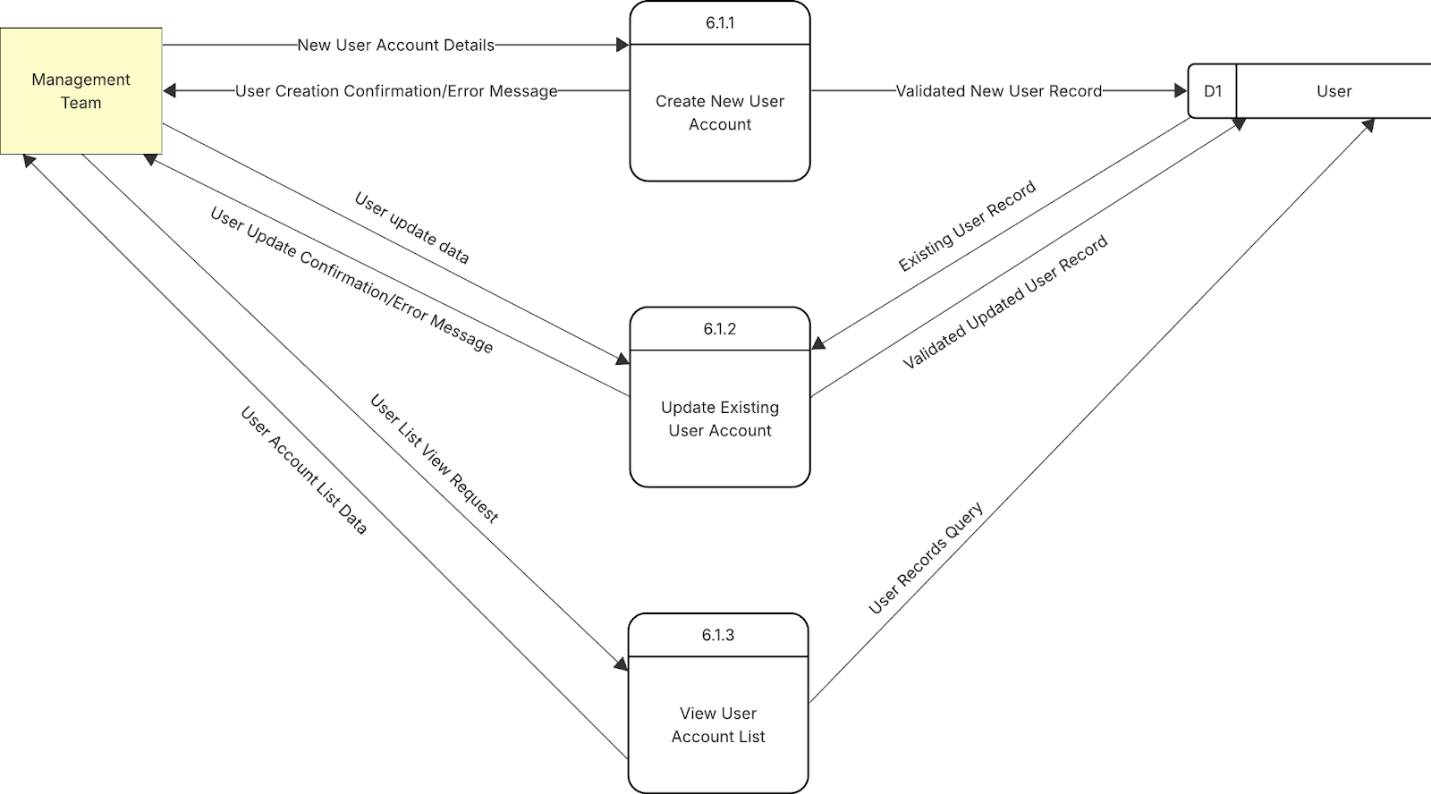 6.1.1
New User Account Details
Management
Team
User Creation Confirmation/Error Message
Create New User
Account
Validated New User Record
D1
User
User update data
User Update Confirmation/Error Message
Existing User Record
Validated Updated User Record
6.1.2
Update Existing
User Account
User List View Request
User Account List Data
User Records Query
6.1.3
View User
Account List